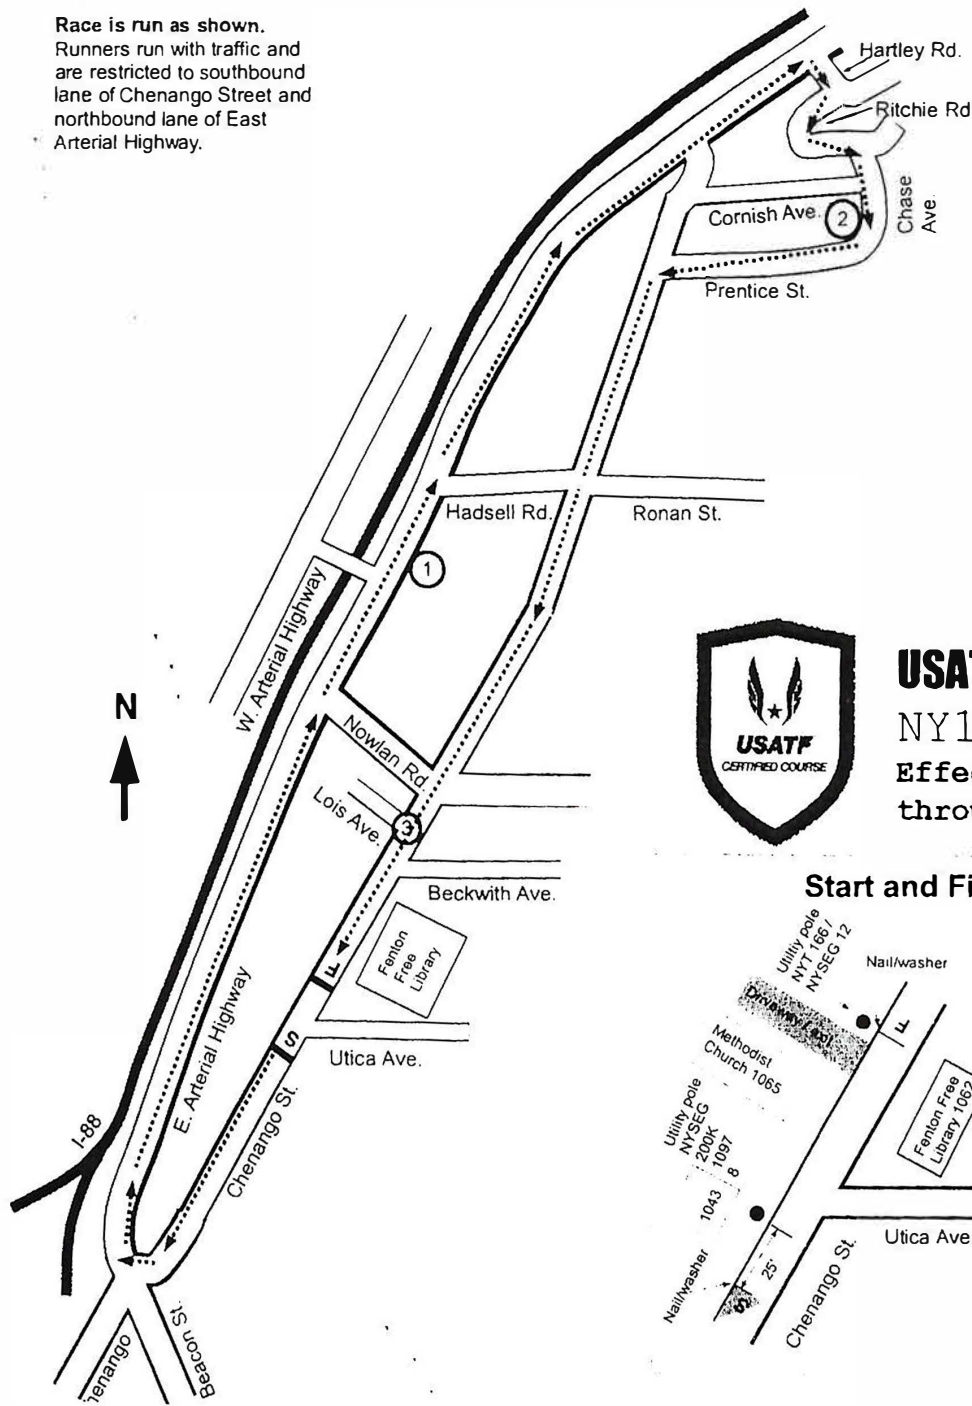 Race is run as shown.
Runners run with traffic and
are restricted to southbound
lane of Chenango Street and
northbound lane of East
Arterial Highway.
Hartley Rd.
Ritchie Rd
Chase
Ave.
Cornish Ave.
2
Prentice St.
Hadsell Rd.
Ronan St.
1
W. Arterial Highway
N
Nowlan Rd
Lois Ave.
3
Beckwith Ave.
Fenton
Free
Library
F
S
Utica Ave.
E. Arterial Highway
Chenango St.
I-88
Beacon St.
henango
USATF
CERTIFIED COURSE
USAT
NY1
Effec
throu
Start and Fi
Utility pole
NYT 166 /
NYSEG 12
Nail/washer
F
Methodist
Church 1065
Utility pole
NYSEG
200K
1097
8
1043
Fenton Free
Library 1062
Utica Ave
Nail/washer
25'
S
Chenango St.